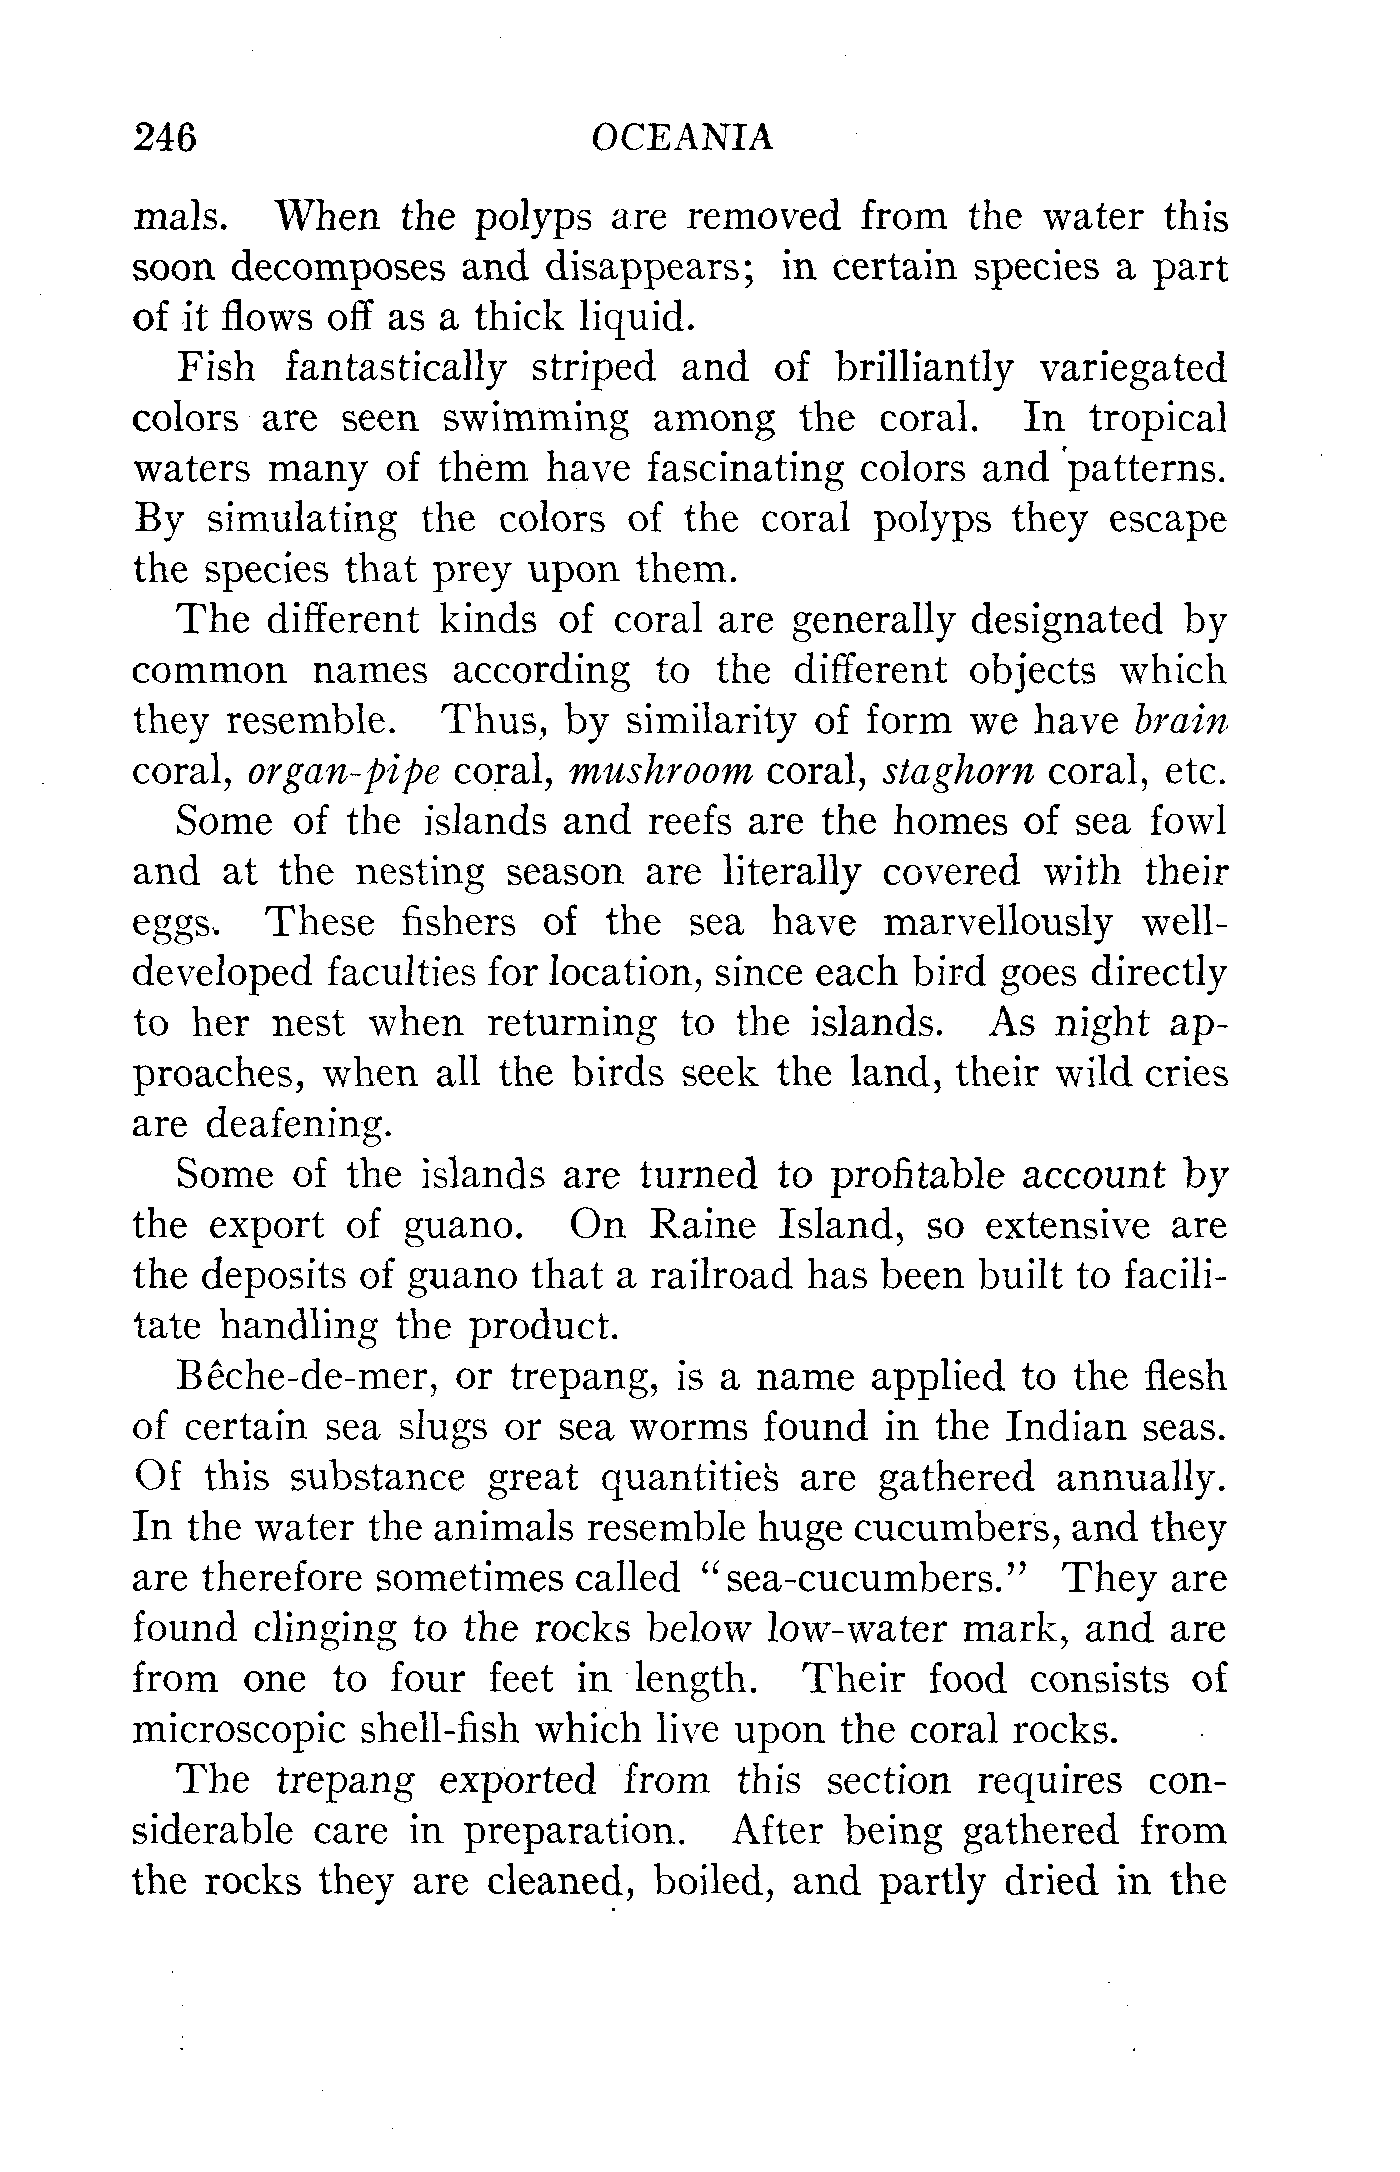 246 OCEANIA
mals. When the polyps are removed from the water this
soon decomposes and disappears; in certain species a part
of it flows off as a thick liquid.
Fish fantastically striped and of brilliantly variegated
colors are seen swimming among the coral. In tropical
waters many of them have fascinating colors and patterns.
By simulating the colors of the coral polyps they escape
the species that prey upon them.
The different kinds of coral are generally designated by
common names according to the different objects which
they resemble. Thus, by similarity of form we have brain
coral, organ-pipe coral, mushroom coral, staghorn coral, etc.
Some of the islands and reefs are the homes of sea fowl
and at the nesting season are literally covered with their
eggs. These fishers of the sea have marvellously well-
developed faculties for location, since each bird goes directly
to her nest when returning to the islands. As night ap-
proaches, when all the birds seek the land, their wild cries
are deafening.
Some of the islands are turned to profitable account by
the export of guano. On Raine Island, so extensive are
the deposits of guano that a railroad has been built to facili-
tate handling the product.
Bêche-de-mer, or trepang, is a name applied to the flesh
of certain sea slugs or sea worms found in the Indian seas.
Of this substance great quantities are gathered annually.
In the water the animals resemble huge cucumbers, and they
are therefore sometimes called "sea-cucumbers." They are
found clinging to the rocks below low-water mark, and are
from one to four feet in length. Their food consists of
microscopic shell-fish which live upon the coral rocks.
The trepang exported from this section requires con-
siderable care in preparation. After being gathered from
the rocks they are cleaned, boiled, and partly dried in the